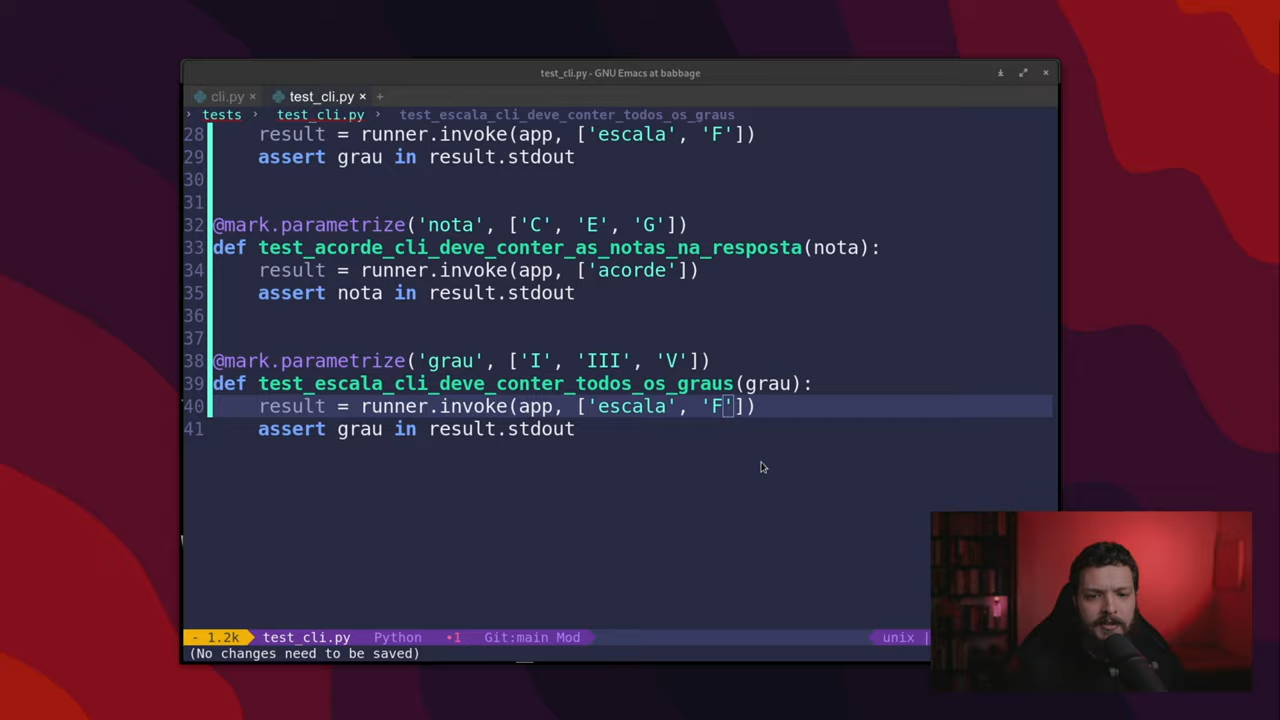 test_cli.py - GNU Emacs at babbage
cli.py × test_cli.py × +
› tests › test_cli.py › test_escala_cli_deve_conter_todos_os_graus
28 result = runner.invoke(app, ['escala', 'F'])
29 assert grau in result.stdout
30
31
32 @mark.parametrize('nota', ['C', 'E', 'G'])
33 def test_acorde_cli_deve_conter_as_notas_na_resposta(nota):
34 result = runner.invoke(app, ['acorde'])
35 assert nota in result.stdout
36
37
38 @mark.parametrize('grau', ['I', 'III', 'V'])
39 def test_escala_cli_deve_conter_todos_os_graus(grau):
40 result = runner.invoke(app, ['escala', 'F'])
41 assert grau in result.stdout
- 1.2k test_cli.py Python •1 Git:main Mod unix |
(No changes need to be saved)